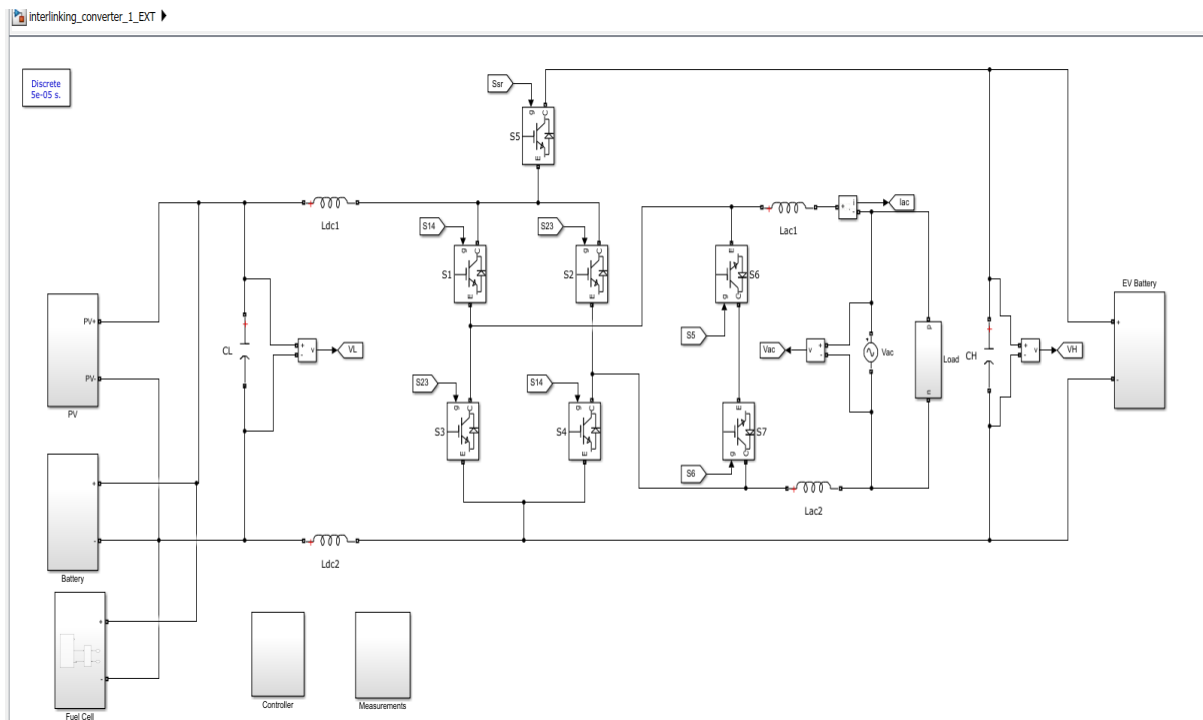 interlinking_converter_1_EXT
Discrete
5e-05 s.
Ssr
g
C
S5
E
Ldc1
S14
S23
g
C
S1
E
g
C
S2
E
Lac1
+
i
-
Iac
E
S6
g
C
S5
EV Battery
+
-
PV+
PV-
PV
CL
+
-
v
VL
Vac
v
+
-
Vac
p
Load
n
CH
+
-
v
VH
S23
S14
g
C
S3
E
g
C
S4
E
E
S7
g
C
S6
Lac2
+
-
Battery
Ldc2
+
-
Fuel Cell
Controller
Measurements